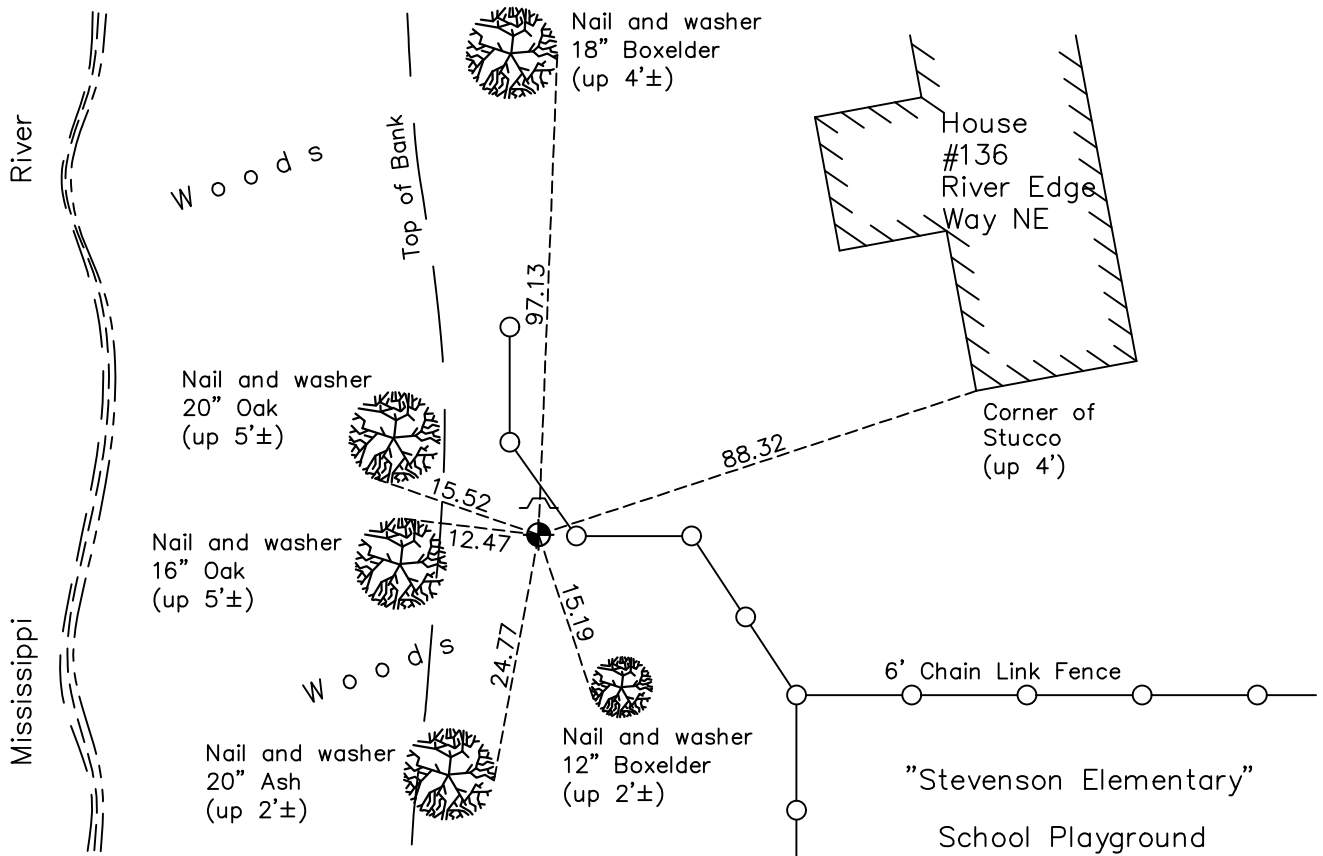 Nail and washer
18” Boxelder
(up 4'±)
River
Woods
Top of Bank
House
#136
River Edge
Way NE
97.13
Nail and washer
20” Oak
(up 5'±)
Corner of
Stucco
(up 4')
88.32
15.52
12.47
Nail and washer
16” Oak
(up 5'±)
15.19
24.77
Woods
Mississippi
6' Chain Link Fence
Nail and washer
20” Ash
(up 2'±)
Nail and washer
12” Boxelder
(up 2'±)
”Stevenson Elementary”
School Playground